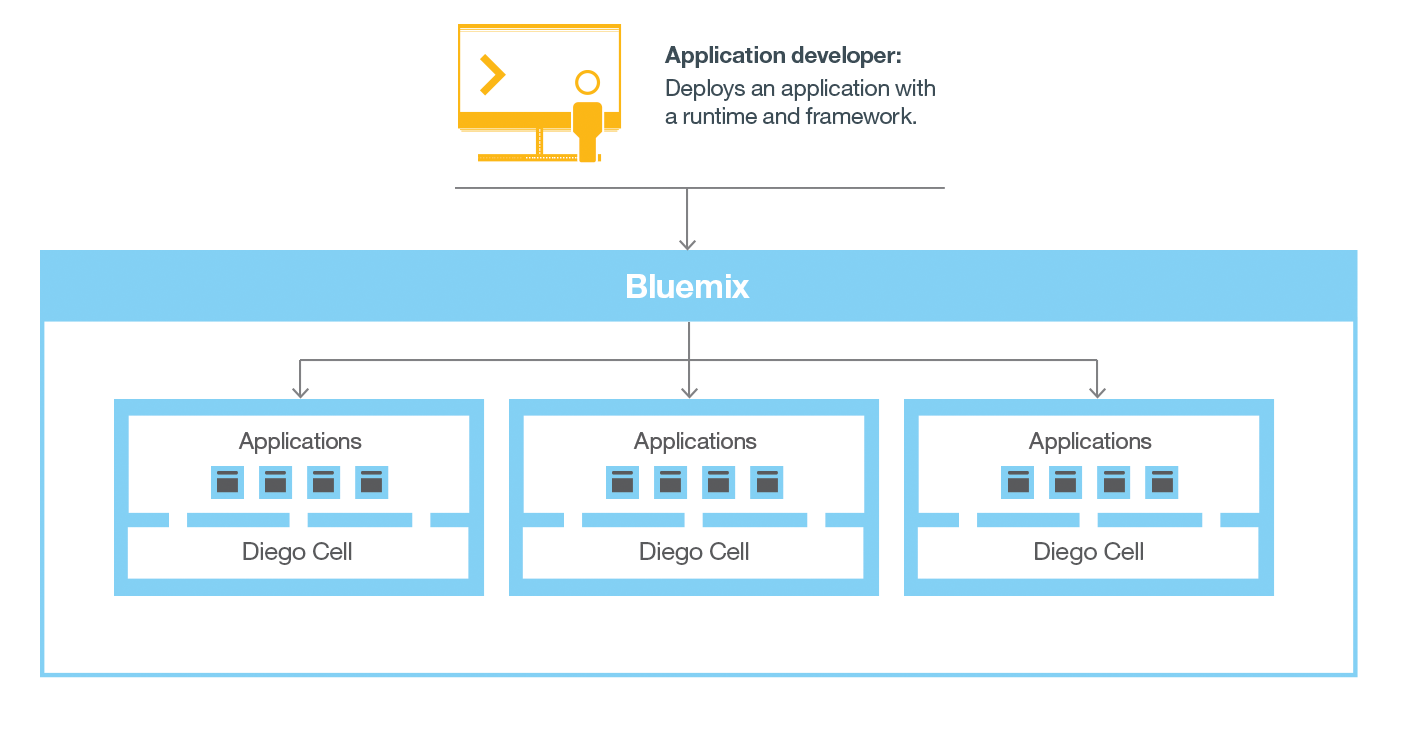 Application developer:
Deploys an application with
a runtime and framework.
Bluemix
Applications
Diego Cell
Applications
Diego Cell
Applications
Diego Cell